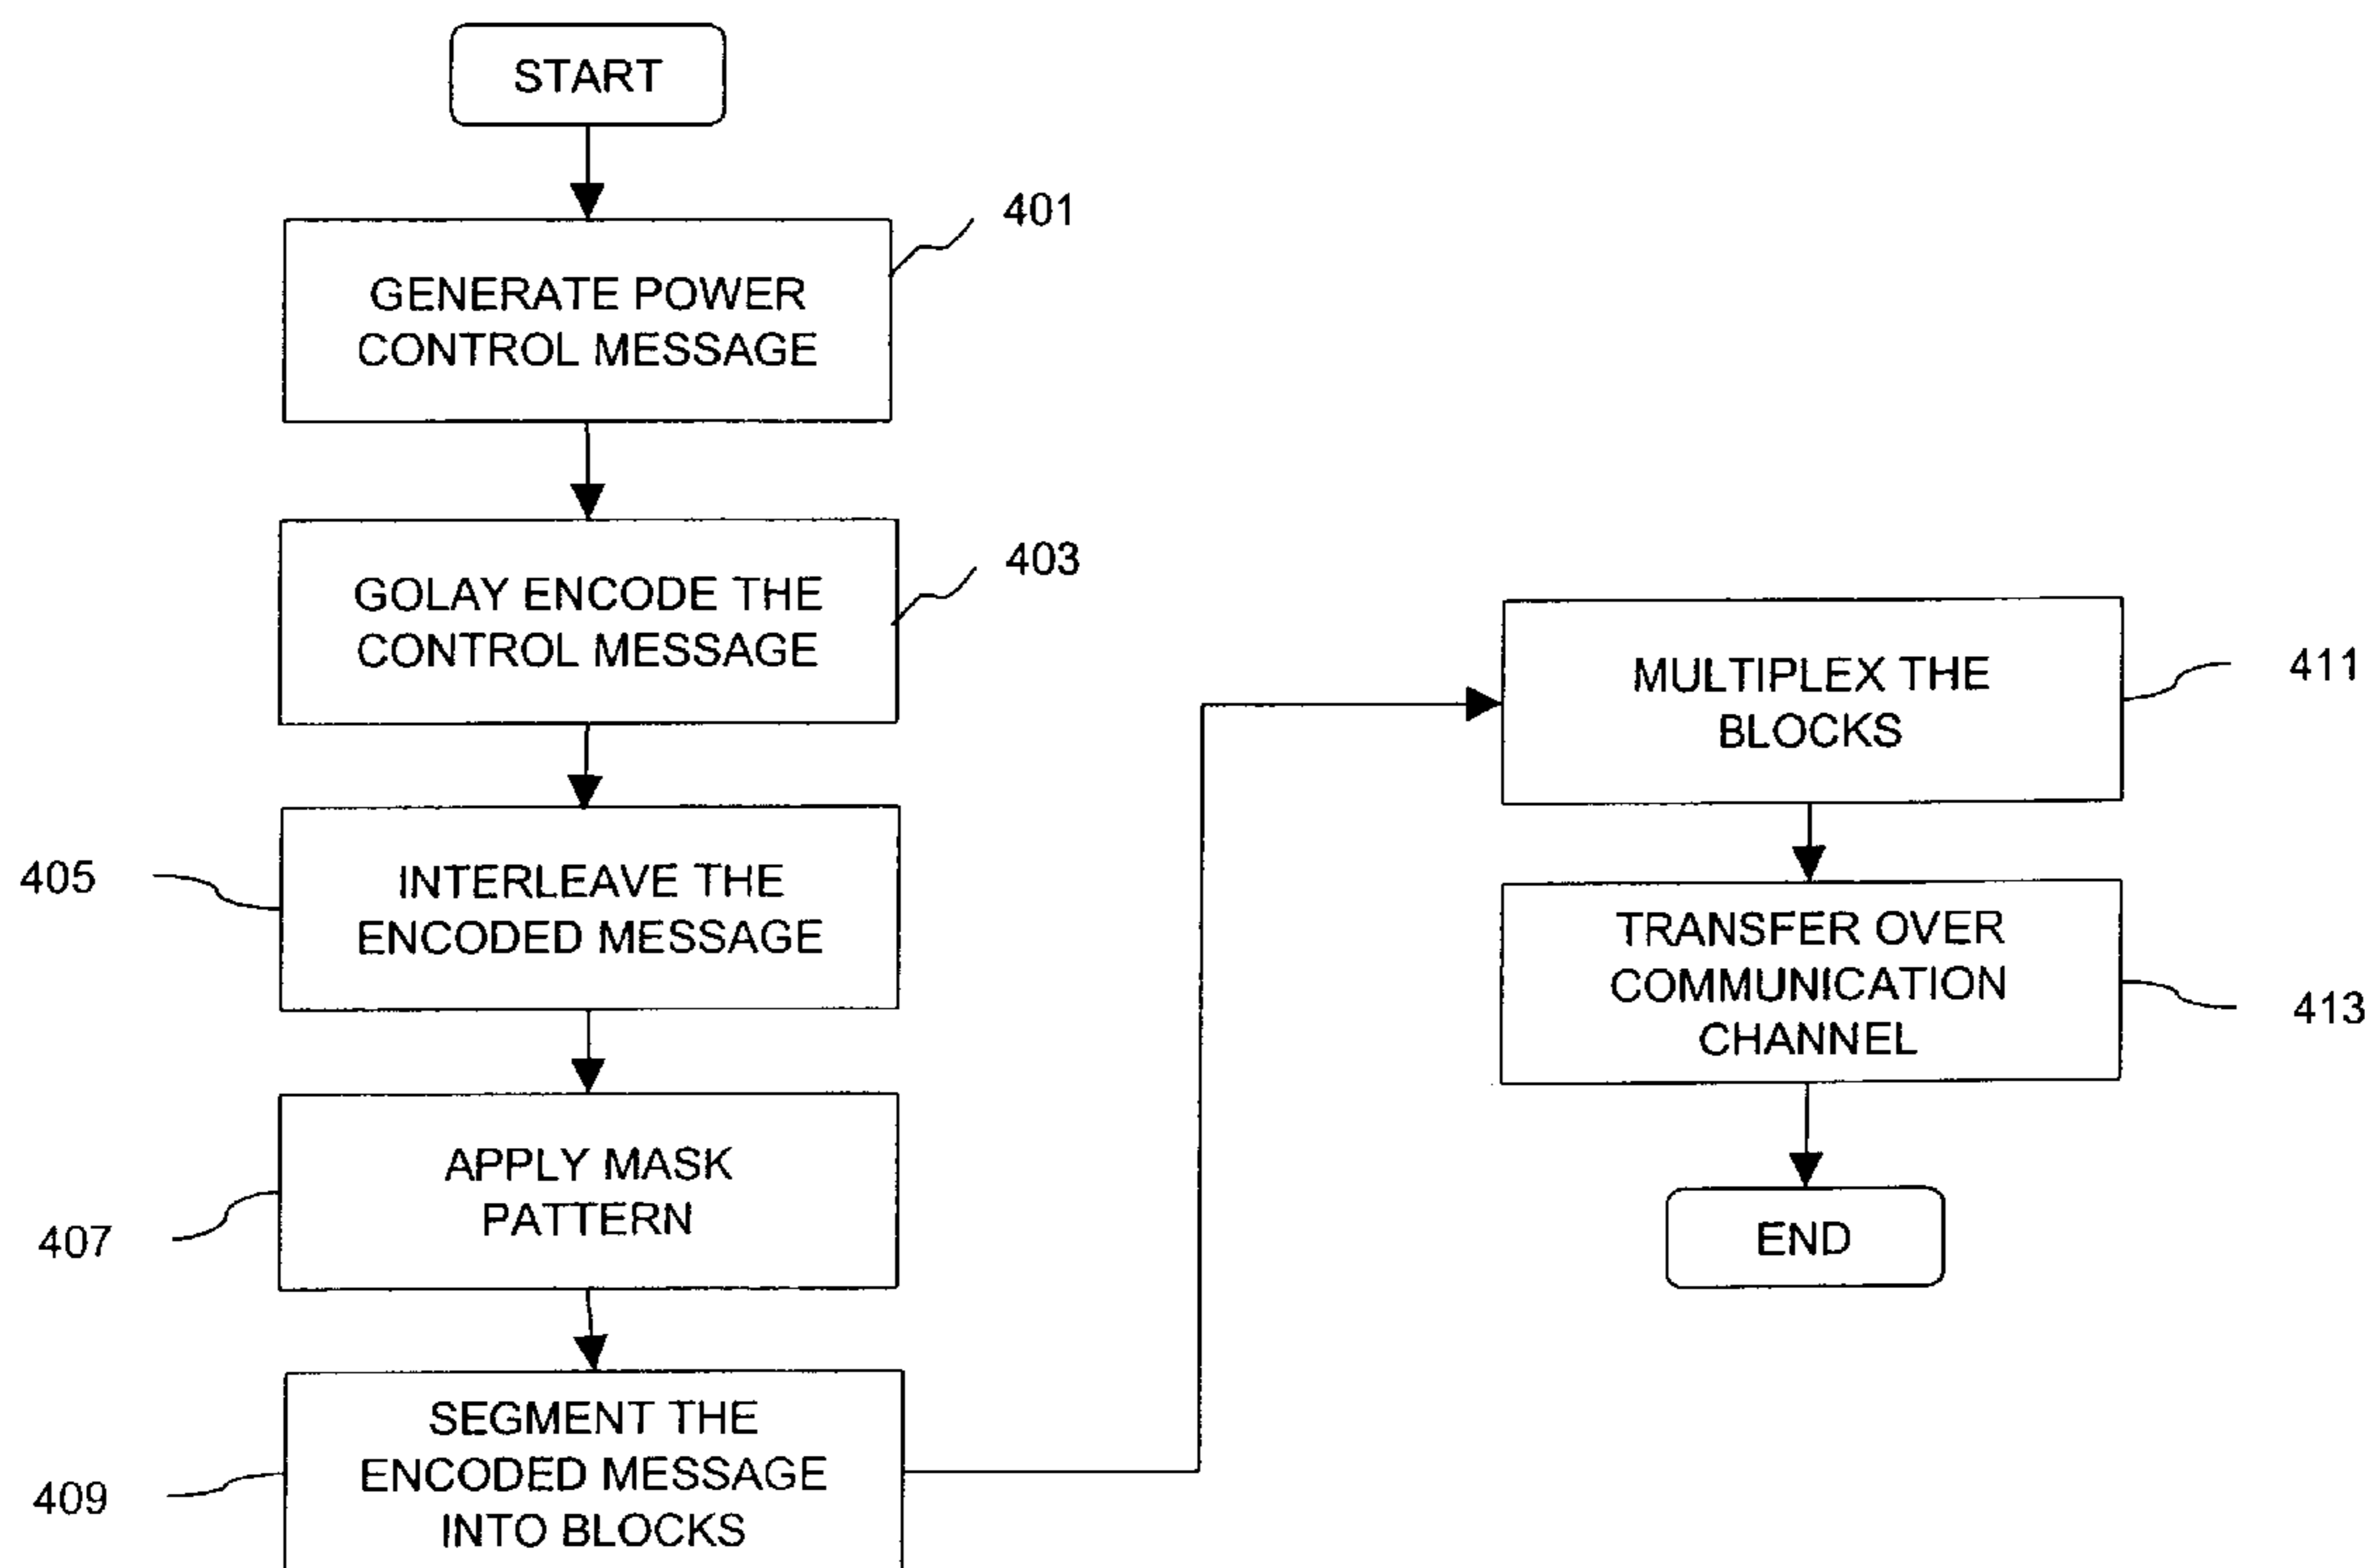 START
401
GENERATE POWER
CONTROL MESSAGE
403
GOLAY ENCODE THE
CONTROL MESSAGE
405
INTERLEAVE THE
ENCODED MESSAGE
407
APPLY MASK
PATTERN
409
SEGMENT THE
ENCODED MESSAGE
INTO BLOCKS
411
MULTIPLEX THE
BLOCKS
413
TRANSFER OVER
COMMUNICATION
CHANNEL
END